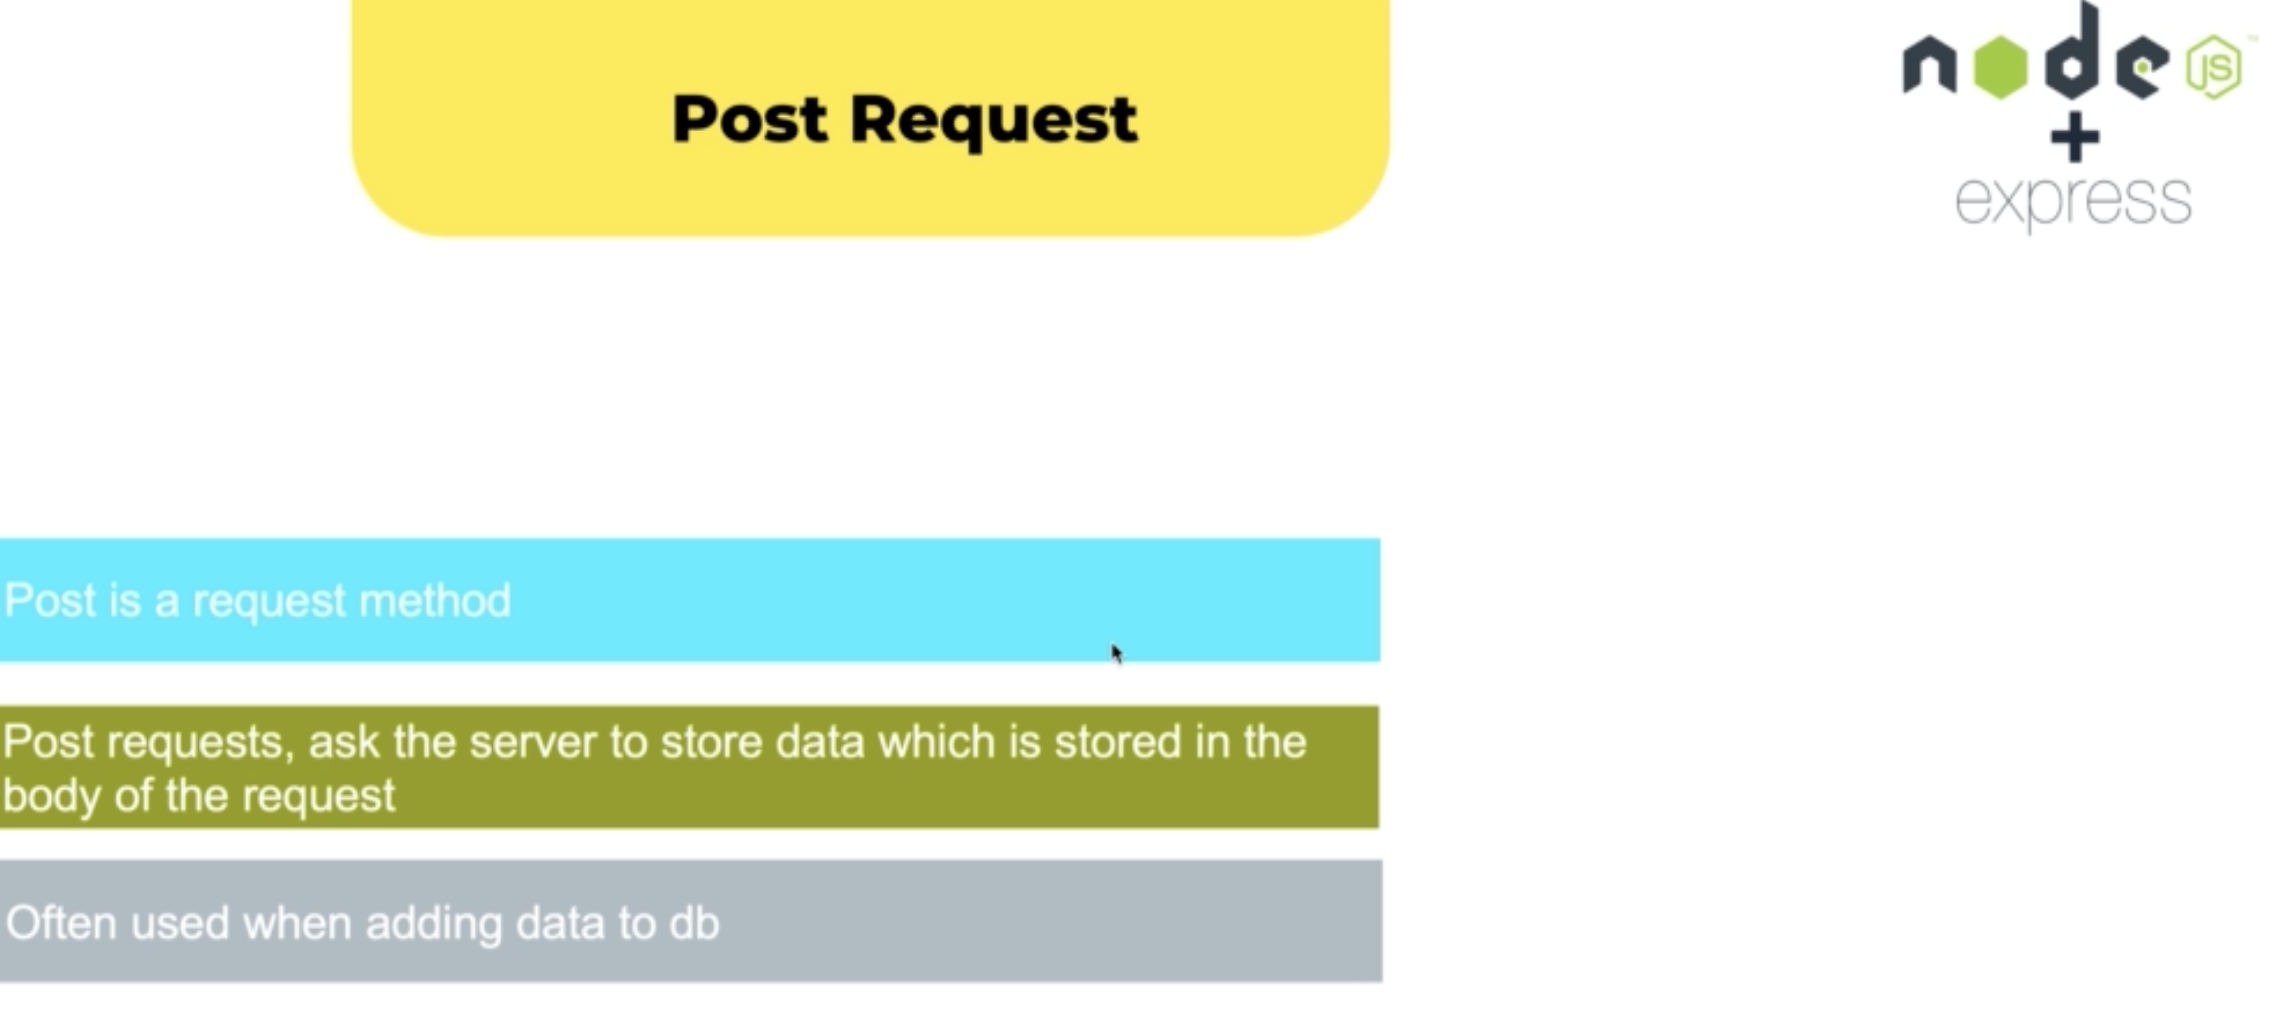 Post Request
node JS ™
+
express
Post is a request method
Post requests, ask the server to store data which is stored in the
body of the request
Often used when adding data to db